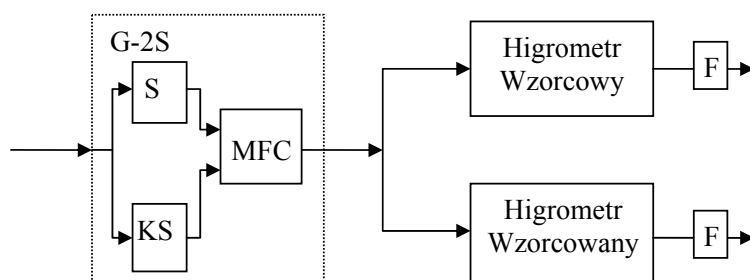 G-2S
S
KS
MFC
Higrometr
Wzorcowy
F
Higrometr
Wzorcowany
F